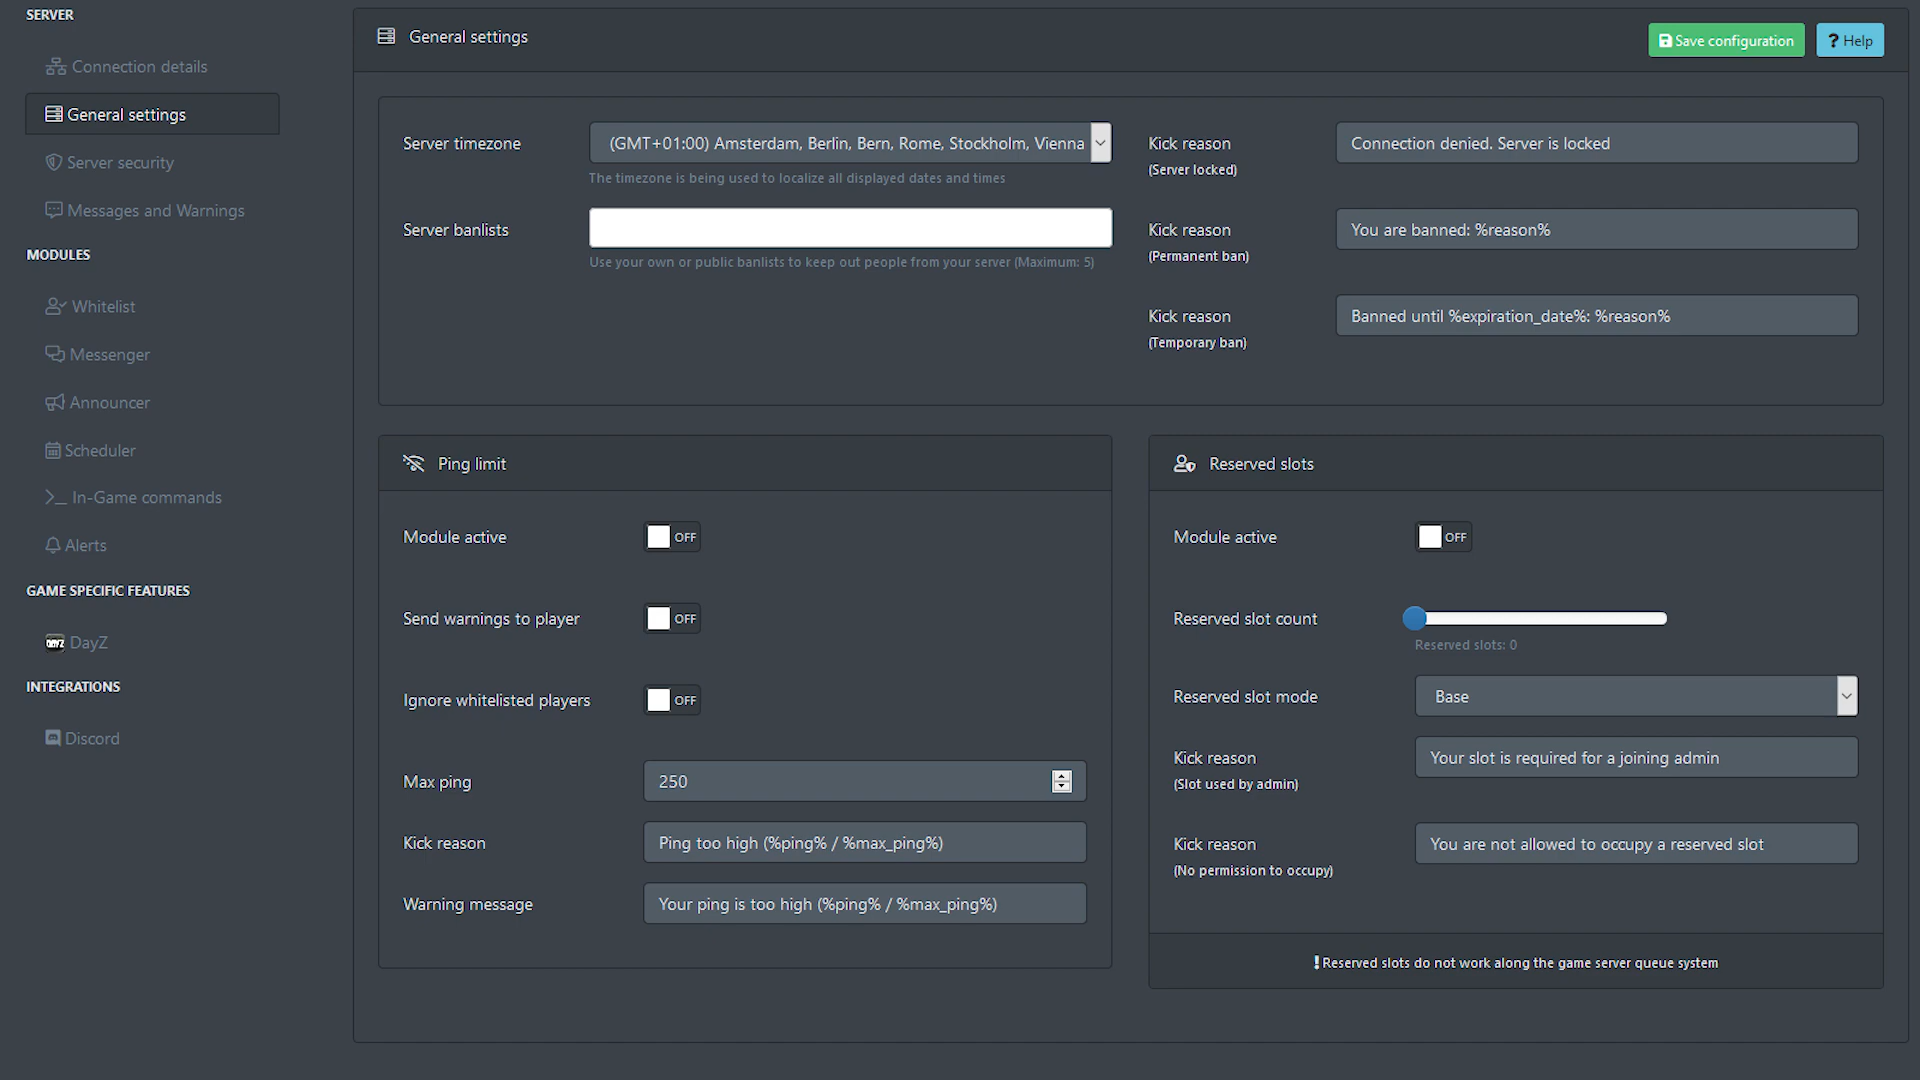 SERVER
Connection details
General settings
Server security
Messages and Warnings
MODULES
Whitelist
Messenger
Announcer
Scheduler
In-Game commands
Alerts
GAME SPECIFIC FEATURES
DAYZ DayZ
INTEGRATIONS
Discord
General settings
Save configuration
? Help
Server timezone
(GMT+01:00) Amsterdam, Berlin, Bern, Rome, Stockholm, Vienna
The timezone is being used to localize all displayed dates and times
Server banlists
Use your own or public banlists to keep out people from your server (Maximum: 5)
Kick reason
(Server locked)
Connection denied. Server is locked
Kick reason
(Permanent ban)
You are banned: %reason%
Kick reason
(Temporary ban)
Banned until %expiration_date%: %reason%
Ping limit
Module active
OFF
Send warnings to player
OFF
Ignore whitelisted players
OFF
Max ping
250
Kick reason
Ping too high (%ping% / %max_ping%)
Warning message
Your ping is too high (%ping% / %max_ping%)
Reserved slots
Module active
OFF
Reserved slot count
Reserved slots: 0
Reserved slot mode
Base
Kick reason
(Slot used by admin)
Your slot is required for a joining admin
Kick reason
(No permission to occupy)
You are not allowed to occupy a reserved slot
! Reserved slots do not work along the game server queue system